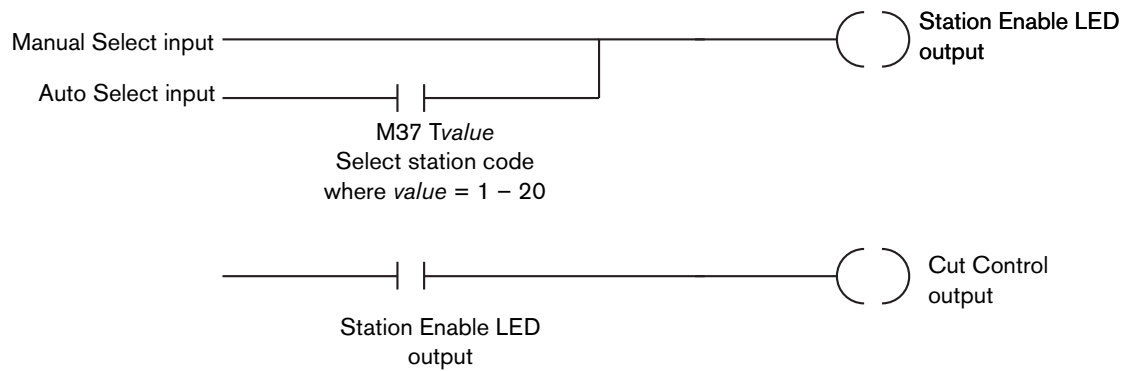 Manual Select input
Station Enable LED
output
Auto Select input
M37 Tvalue
Select station code
where value = 1 – 20
Cut Control
output
Station Enable LED
output